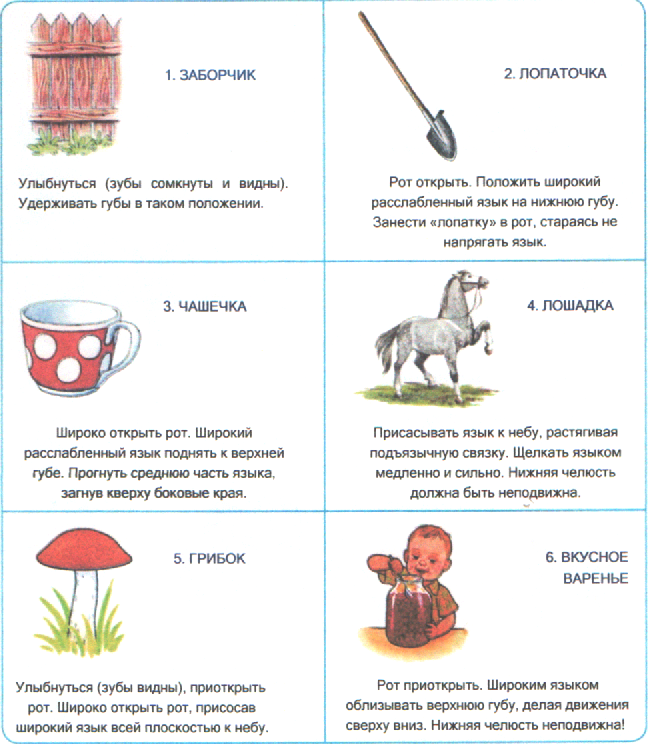 1. ЗАБОРЧИК
Улыбнуться (зубы сомкнуты и видны).
Удерживать губы в таком положении.
2. ЛОПАТОЧКА
Рот открыть. Положить широкий
расслабленный язык на нижнюю губу.
Занести «лопатку» в рот, стараясь не
напрягать язык.
3. ЧАШЕЧКА
Широко открыть рот. Широкий
расслабленный язык поднять к верхней
губе. Прогнуть среднюю часть языка,
загнув кверху боковые края.
4. ЛОШАДКА
Присасывать язык к небу, растягивая
подъязычную связку. Щелкать языком
медленно и сильно. Нижняя челюсть
должна быть неподвижна.
5. ГРИБОК
Улыбнуться (зубы видны), приоткрыть
рот. Широко открыть рот, присосав
широкий язык всей плоскостью к небу.
6. ВКУСНОЕ
ВАРЕНЬЕ
Рот приоткрыт. Широким языком
облизывать верхнюю губу, делая движения
сверху вниз. Нижняя челюсть неподвижна!